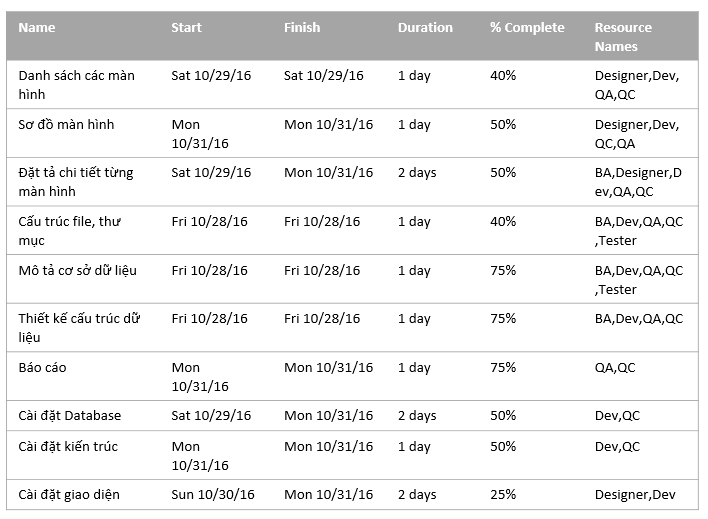 Name Start Finish Duration % Complete Resource
Names
Danh sách các màn Sat 10/29/16 Sat 10/29/16 1 day 40% Designer,Dev,
hình QA,QC
Sơ đồ màn hình Mon Mon 10/31/16 1 day 50% Designer,Dev,
10/31/16 QC,QA
Đặt tả chi tiết từng Sat 10/29/16 Mon 10/31/16 2 days 50% BA,Designer,D
màn hình ev,QA,QC
Cấu trúc file, thư Fri 10/28/16 Fri 10/28/16 1 day 40% BA,Dev,QA,QC
mục ,Tester
Mô tả cơ sở dữ liệu Fri 10/28/16 Fri 10/28/16 1 day 75% BA,Dev,QA,QC
,Tester
Thiết kế cấu trúc dữ Fri 10/28/16 Fri 10/28/16 1 day 75% BA,Dev,QA,QC
liệu
Báo cáo Mon Mon 10/31/16 1 day 75% QA,QC
10/31/16
Cài đặt Database Sat 10/29/16 Mon 10/31/16 2 days 50% Dev,QC
Cài đặt kiến trúc Mon Mon 10/31/16 1 day 50% Dev,QC
10/31/16
Cài đặt giao diện Sun 10/30/16 Mon 10/31/16 2 days 25% Designer,Dev